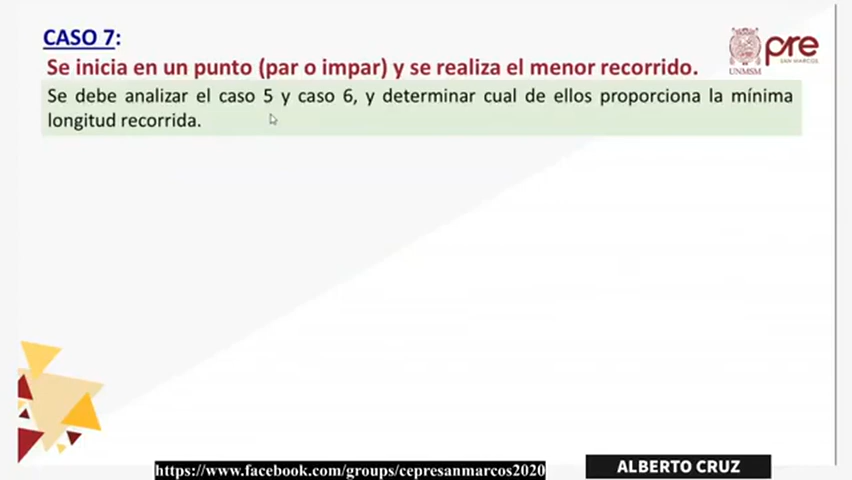 CASO 7:
Se inicia en un punto (par o impar) y se realiza el menor recorrido.
UNMSM
pre
SAN MARCOS
Se debe analizar el caso 5 y caso 6, y determinar cual de ellos proporciona la mínima
longitud recorrida.
https://www.facebook.com/groups/cepresanmarcos2020
ALBERTO CRUZ